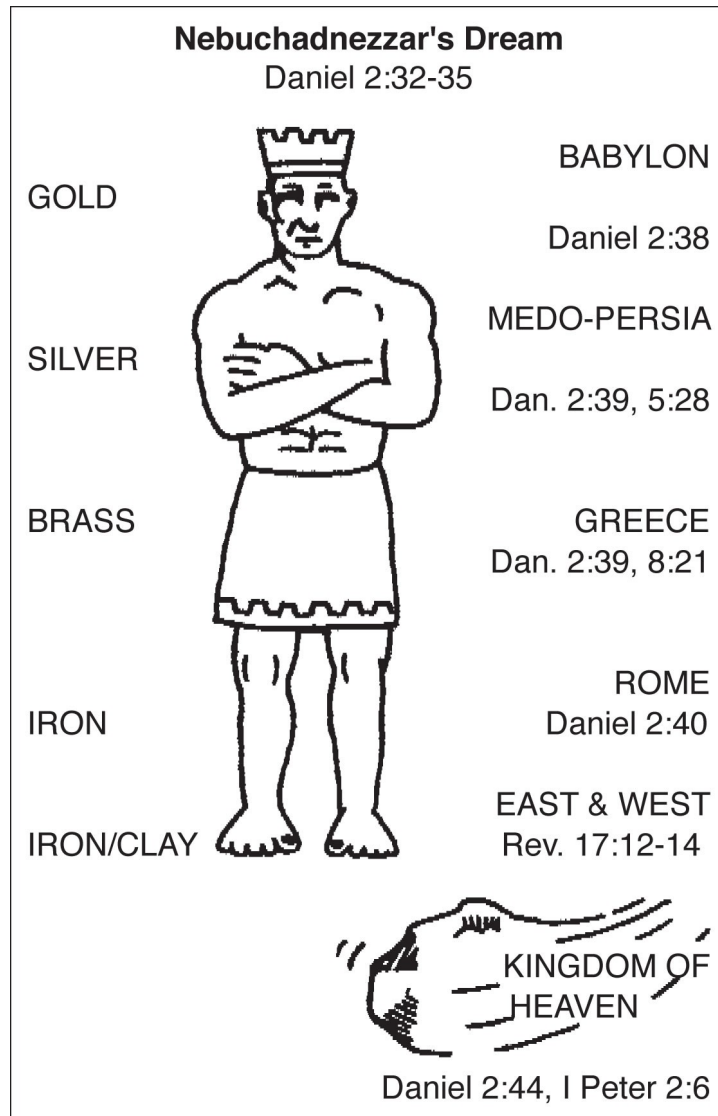 Nebuchadnezzar's Dream
Daniel 2:32-35
BABYLON
GOLD
Daniel 2:38
MEDO-PERSIA
SILVER
Dan. 2:39, 5:28
BRASS
GREECE
Dan. 2:39, 8:21
ROME
IRON
Daniel 2:40
EAST & WEST
IRON/CLAY
Rev. 17:12-14
KINGDOM OF
HEAVEN
Daniel 2:44, I Peter 2:6